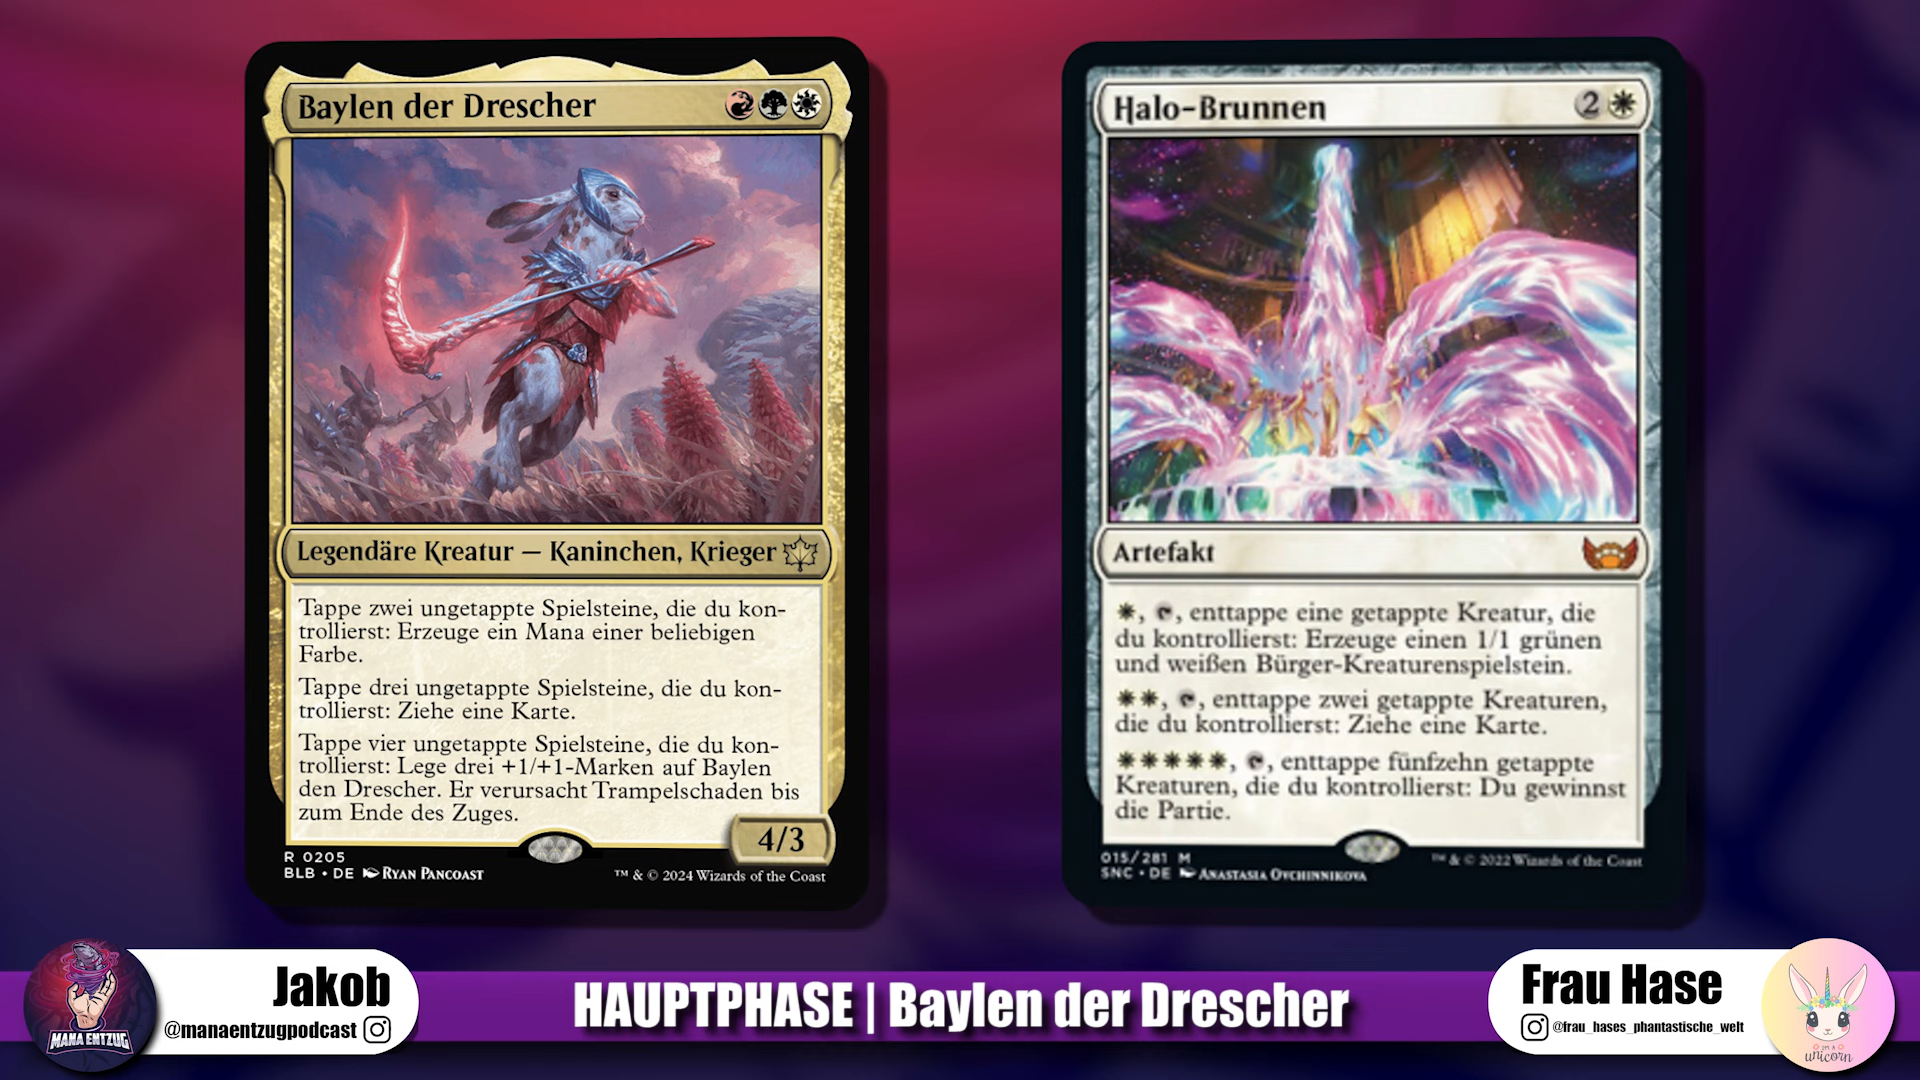 Baylen der Drescher
Legendäre Kreatur — Kaninchen, Krieger
Tappe zwei ungetappte Spielsteine, die du kon-
trollierst: Erzeuge ein Mana einer beliebigen
Farbe.
Tappe drei ungetappte Spielsteine, die du kon-
trollierst: Ziehe eine Karte.
Tappe vier ungetappte Spielsteine, die du kon-
trollierst: Lege drei +1/+1-Marken auf Baylen
den Drescher. Er verursacht Trampelschaden bis
zum Ende des Zuges.
4/3
R 0205
BLB • DE Ryan Pancoast
™ & © 2024 Wizards of the Coast
Halo-Brunnen
2
Artefakt
, , enttappe eine getappte Kreatur, die
du kontrollierst: Erzeuge einen 1/1 grünen
und weißen Bürger-Kreaturenspielstein.
, , enttappe zwei getappte Kreaturen,
die du kontrollierst: Ziehe eine Karte.
, , enttappe fünfzehn getappte
Kreaturen, die du kontrollierst: Du gewinnst
die Partie.
015/281 M
SNC • DE Anastasia Ovchinnikova
™ & © 2022 Wizards of the Coast
MANA ENTZUG
Jakob
@manaentzugpodcast
HAUPTPHASE | Baylen der Drescher
Frau Hase
@frau_hases_phantastische_welt
I'M A
unicorn